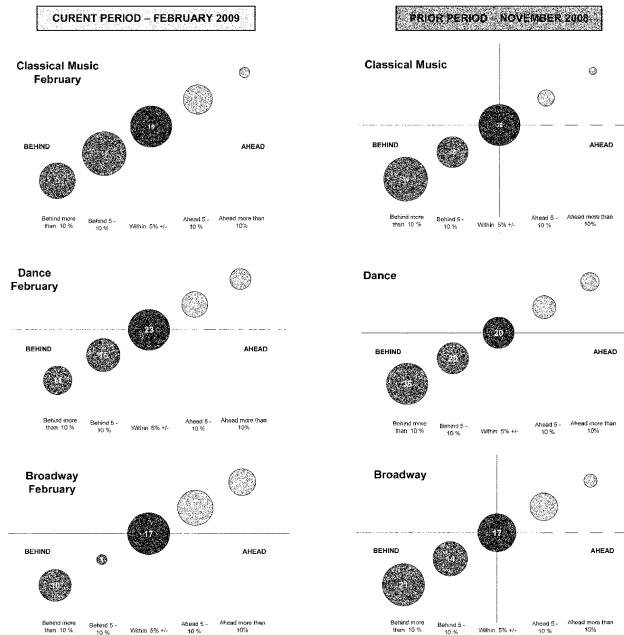 CURENT PERIOD – FEBRUARY 2009
PRIOR PERIOD – NOVEMBER 2008
Classical Music
February
BEHIND
AHEAD
Behind more
than 10 %
Behind 5 -
10 %
Within 5% +/-
Ahead 5 -
10 %
Ahead more than
10%
Classical Music
BEHIND
AHEAD
Behind more
than 10 %
Behind 5 -
10 %
Within 5% +/-
Ahead 5 -
10 %
Ahead more than
10%
Dance
February
23
BEHIND
AHEAD
Behind more
than 10 %
Behind 5 -
10 %
Within 5% +/-
Ahead 5 -
10 %
Ahead more than
10%
Dance
20
BEHIND
AHEAD
Behind more
than 10 %
Behind 5 -
10 %
Within 5% +/-
Ahead 5 -
10 %
Ahead more than
10%
Broadway
February
17
BEHIND
AHEAD
Behind more
than 10 %
Behind 5 -
10 %
Within 5% +/-
Ahead 5 -
10 %
Ahead more than
10%
Broadway
17
BEHIND
AHEAD
Behind more
than 10 %
Behind 5 -
10 %
Within 5% +/-
Ahead 5 -
10 %
Ahead more than
10%